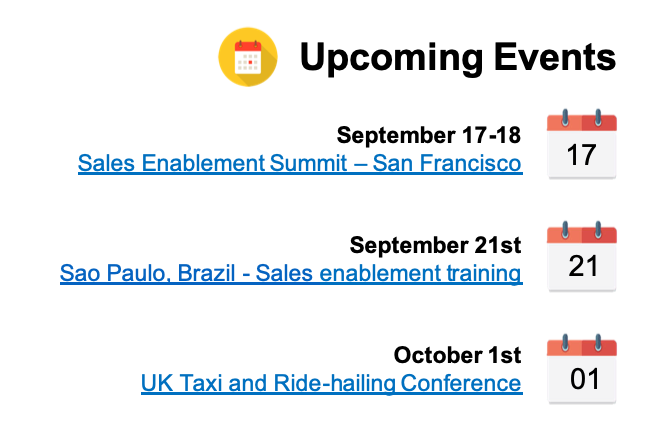 Upcoming Events
September 17-18
Sales Enablement Summit – San Francisco
17
September 21st
Sao Paulo, Brazil - Sales enablement training
21
October 1st
UK Taxi and Ride-hailing Conference
01